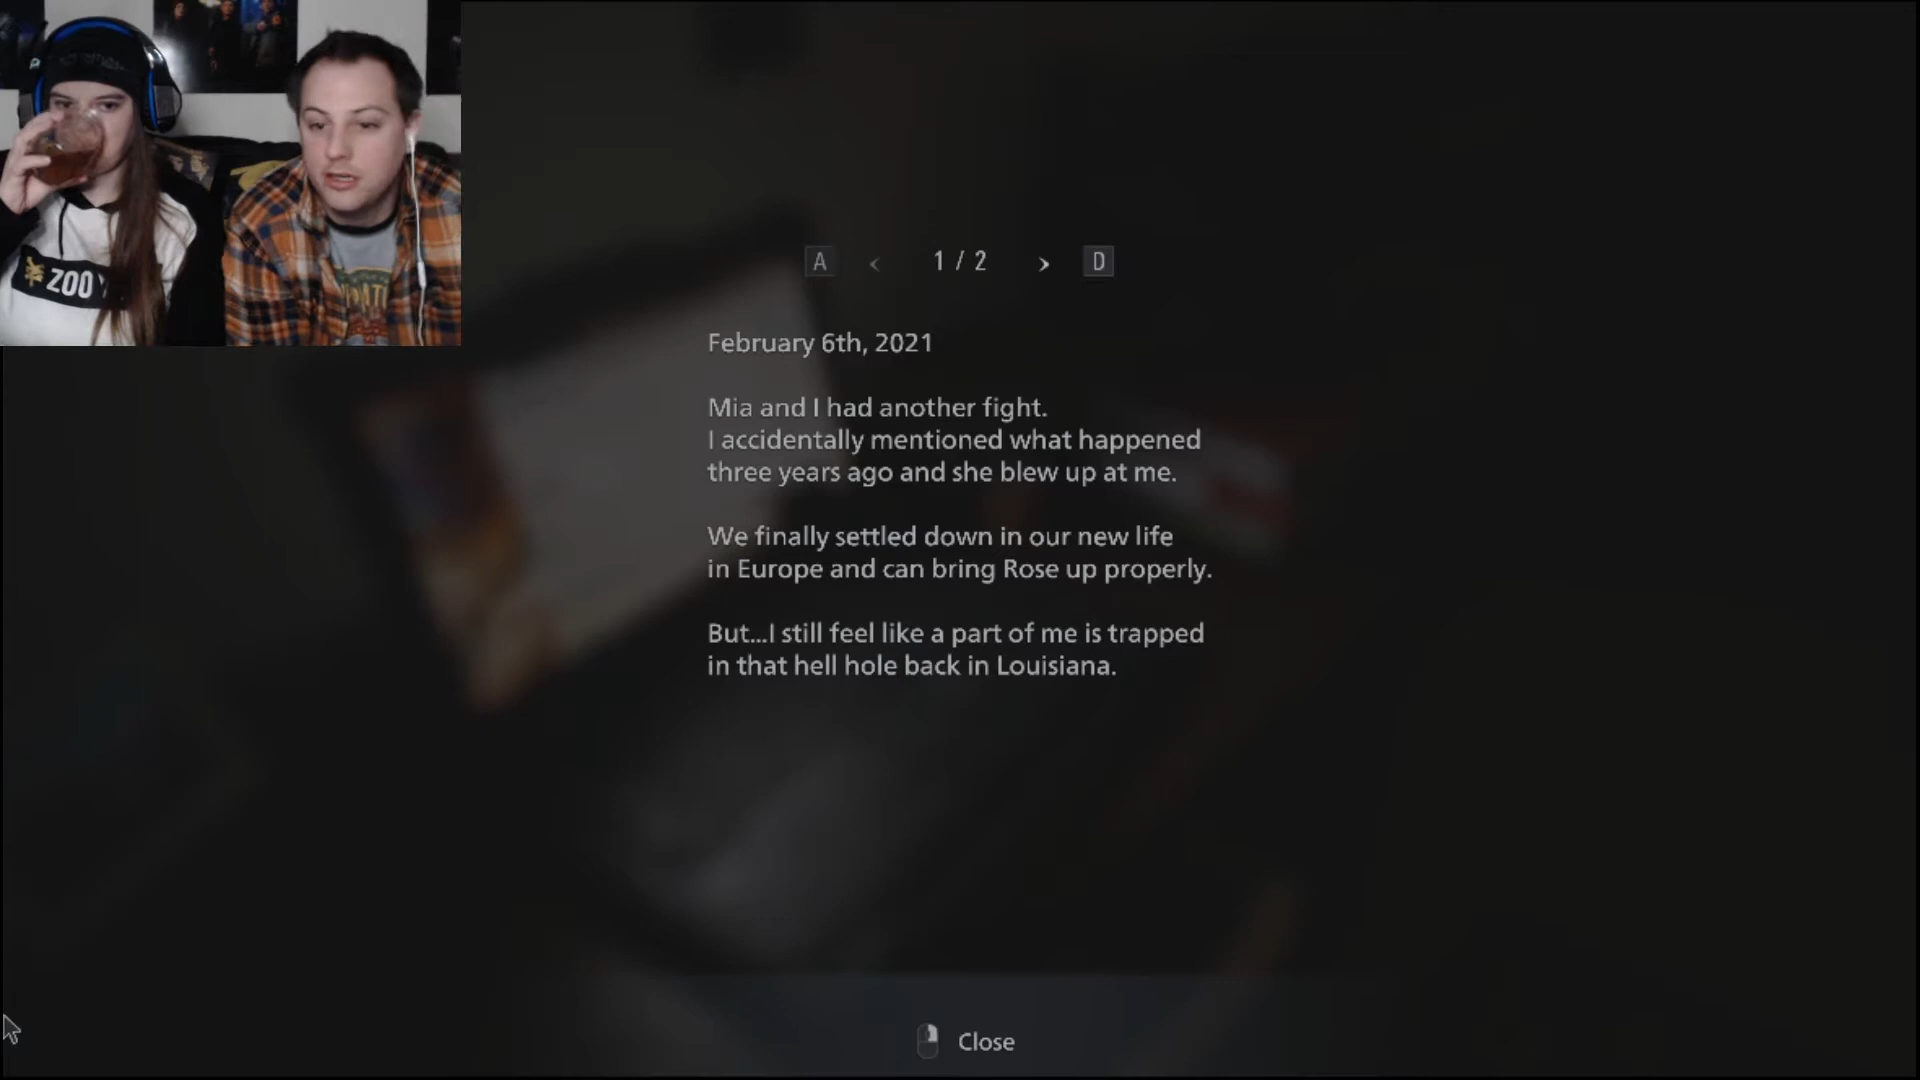 ZOO
A < 1 / 2 > D
February 6th, 2021
Mia and I had another fight.
I accidentally mentioned what happened
three years ago and she blew up at me.
We finally settled down in our new life
in Europe and can bring Rose up properly.
But...I still feel like a part of me is trapped
in that hell hole back in Louisiana.
Close